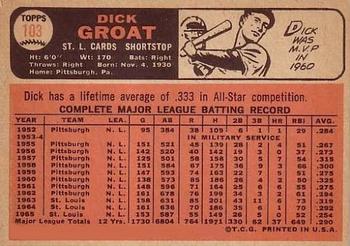 TOPPS
103
DICK
GROAT
ST. L. CARDS SHORTSTOP
Ht: 6'0" Wt: 170 Bats: Right
Throws: Right Born: Nov. 4, 1930
Home: Pittsburgh, Pa.
DICK
WAS
M.V.P
IN
1960
Dick has a lifetime average of .333 in All-Star competition.
COMPLETE MAJOR LEAGUE BATTING RECORD
YEAR TEAM LEA. G AB R H 2B 3B HR RBI AVG.
1952 Pittsburgh N. L. 95 384 38 109 6 1 1 29 .284
1953-4 IN MILITARY SERVICE
1955 Pittsburgh N. L. 151 521 45 139 28 2 4 51 .267
1956 Pittsburgh N. L. 142 520 40 142 19 3 0 37 .273
1957 Pittsburgh N. L. 125 501 58 158 30 5 7 54 .315
1958 Pittsburgh N. L. 151 584 67 175 36 9 3 66 .300
1959 Pittsburgh N. L. 147 593 74 163 22 7 5 51 .275
1960 Pittsburgh N. L. 138 573 85 186 26 4 2 50 .325
1961 Pittsburgh N. L. 148 596 71 164 25 6 6 55 .275
1962 Pittsburgh N. L. 161 678 76 199 34 3 2 61 .294
1963 St. Louis N. L. 158 631 85 201 43 11 6 73 .319
1964 St. Louis N. L. 161 636 70 186 35 6 1 70 .292
1965 St. Louis N. L. 153 587 55 149 26 5 0 52 .254
Major League Totals 12 Yrs. 1730 6804 764 1971 330 62 37 649 .290
©T.C.G. PRINTED IN U.S.A.